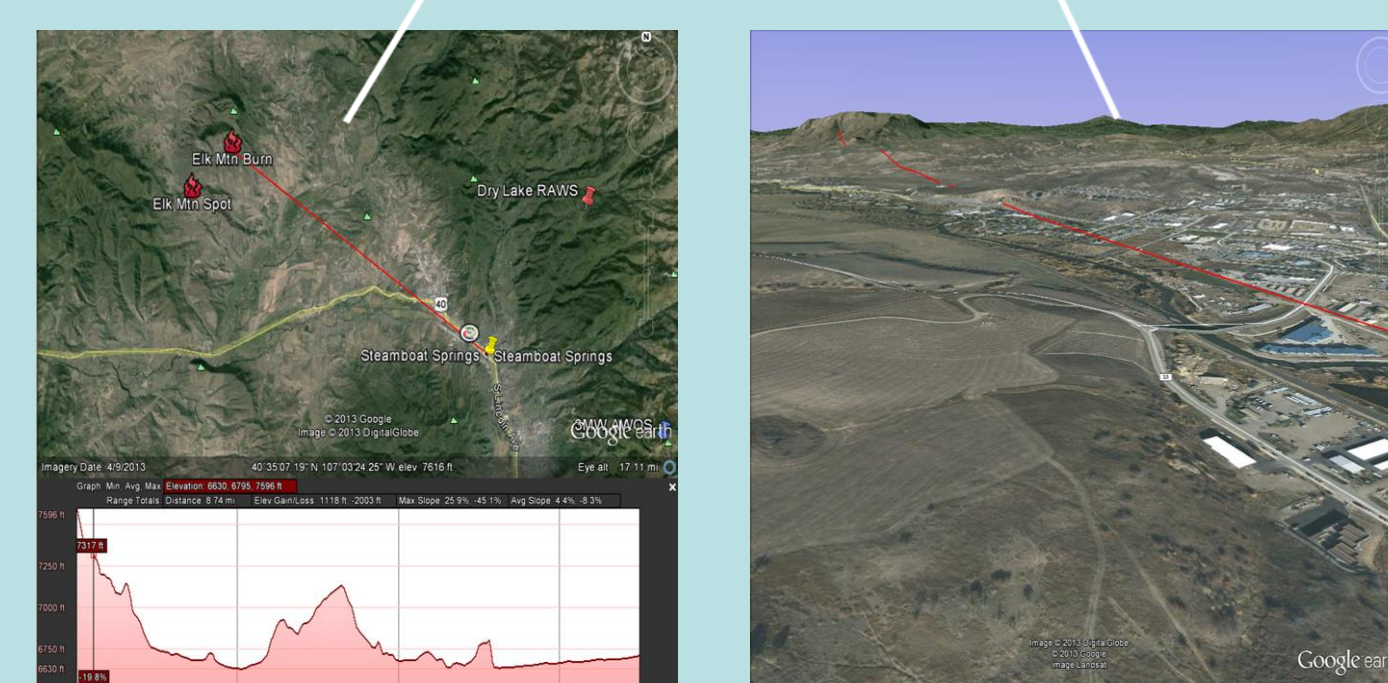 N
Elk Mtn Burn
Elk Mtn Spot
Dry Lake RAWS
40
Steamboat Springs
Steamboat Springs
S Lincoln Ave
© 2013 Google
Image © 2013 DigitalGlobe
3MW AWOS
Google earth
Imagery Date 4/9/2013
40°35'07.19" N 107°03'24.25" W elev 7616 ft
Eye alt 17.11 mi
Graph Min, Avg, Max Elevation: 6630, 6795, 7596 ft
Range Totals Distance 8.74 mi Elev Gain/Loss 1118 ft, -2003 ft Max Slope 25.9%, -45.1% Avg Slope 4.4%, -8.3%
7596 ft
7317 ft
7250 ft
7000 ft
6750 ft
6630 ft
-19.8%
33
Image © 2013 DigitalGlobe
© 2013 Google
Image Landsat
Google ear